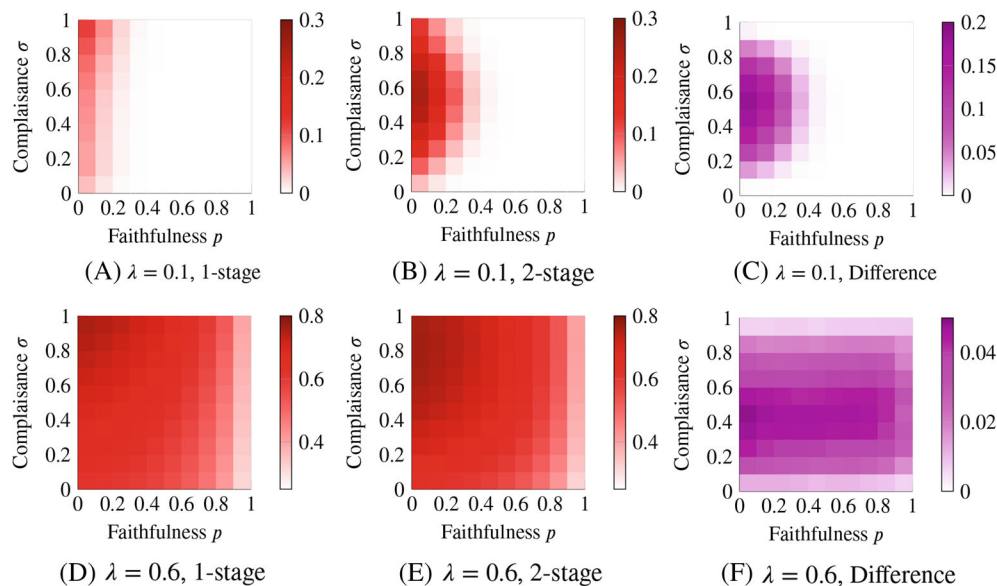 Complaisance σ
1
0.8
0.6
0.4
0.2
0
0 0.2 0.4 0.6 0.8 1
Faithfulness p
0.3
0.2
0.1
0
(A) λ = 0.1, 1-stage
Complaisance σ
1
0.8
0.6
0.4
0.2
0
0 0.2 0.4 0.6 0.8 1
Faithfulness p
0.3
0.2
0.1
0
(B) λ = 0.1, 2-stage
Complaisance σ
1
0.8
0.6
0.4
0.2
0
0 0.2 0.4 0.6 0.8 1
Faithfulness p
0.2
0.15
0.1
0.05
0
(C) λ = 0.1, Difference
Complaisance σ
1
0.8
0.6
0.4
0.2
0
0 0.2 0.4 0.6 0.8 1
Faithfulness p
0.8
0.6
0.4
(D) λ = 0.6, 1-stage
Complaisance σ
1
0.8
0.6
0.4
0.2
0
0 0.2 0.4 0.6 0.8 1
Faithfulness p
0.8
0.6
0.4
(E) λ = 0.6, 2-stage
Complaisance σ
1
0.8
0.6
0.4
0.2
0
0 0.2 0.4 0.6 0.8 1
Faithfulness p
0.04
0.02
0
(F) λ = 0.6, Difference